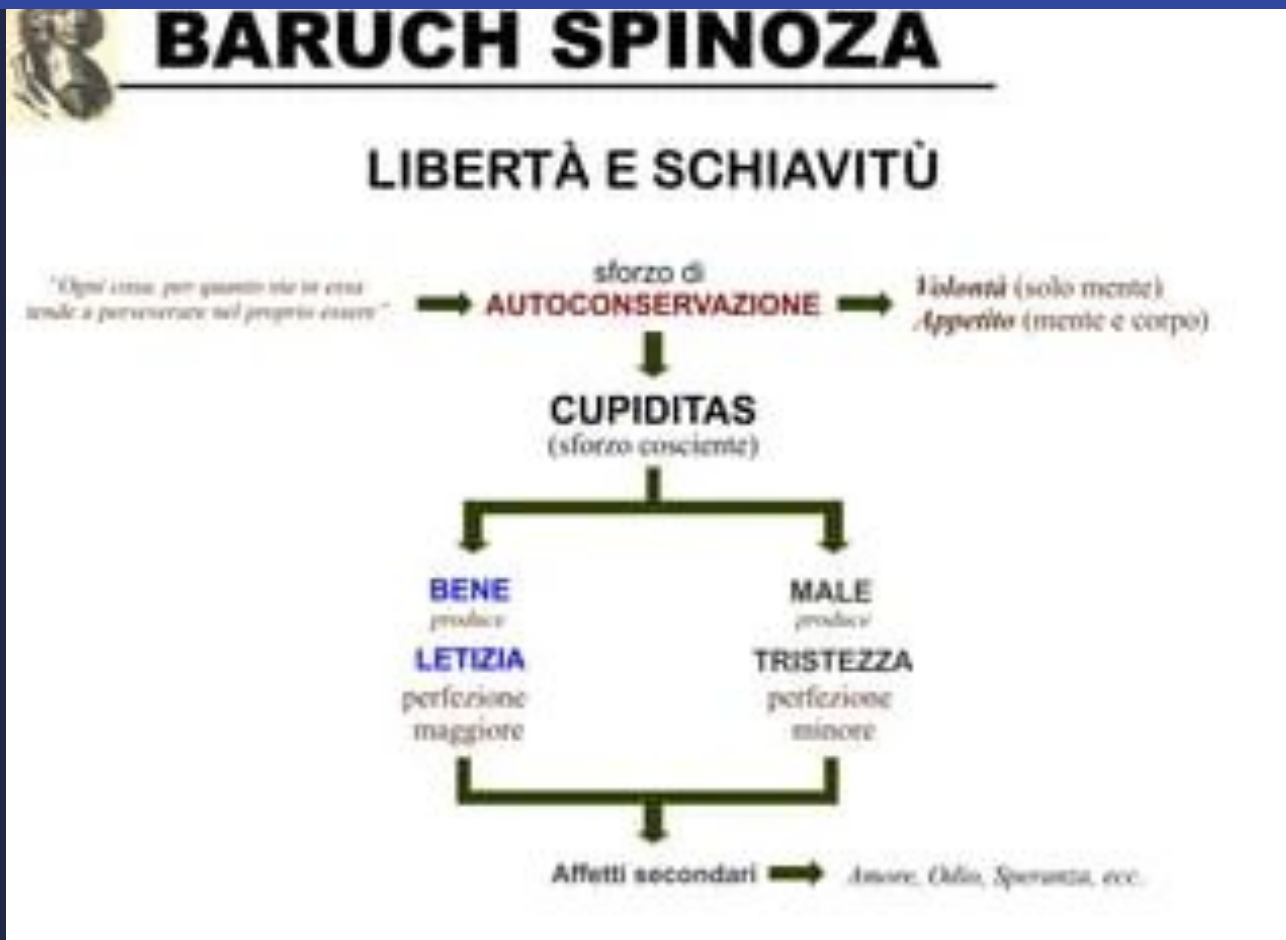 BARUCH SPINOZA
LIBERTÀ E SCHIAVITÙ
"Ogni cosa, per quanto sta in essa
tende a perseverare nel proprio essere"
sforzo di
AUTOCONSERVAZIONE
Volontà (solo mente)
Appetito (mente e corpo)
CUPIDITAS
(sforzo cosciente)
BENE
produce
LETIZIA
perfezione
maggiore
MALE
produce
TRISTEZZA
perfezione
minore
Affetti secondari
Amore, Odio, Speranza, ecc.